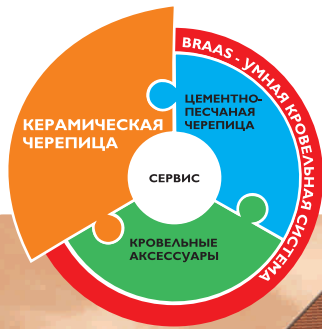 BRAAS - УМНАЯ КРОВЕЛЬНАЯ СИСТЕМА
ЦЕМЕНТНО-
ПЕСЧАНАЯ
ЧЕРЕПИЦА
КЕРАМИЧЕСКАЯ
ЧЕРЕПИЦА
СЕРВИС
КРОВЕЛЬНЫЕ
АКСЕССУАРЫ